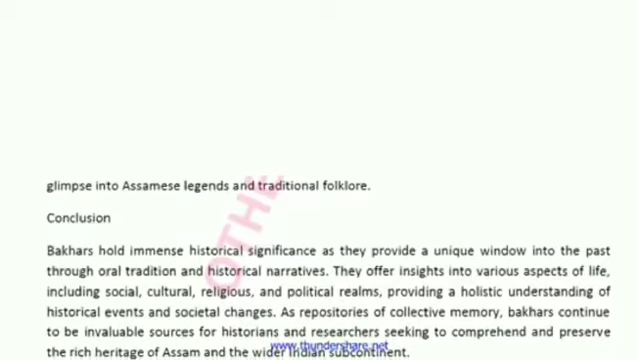 glimpse into Assamese legends and traditional folklore.
Conclusion
Bakhars hold immense historical significance as they provide a unique window into the past
through oral tradition and historical narratives. They offer insights into various aspects of life,
including social, cultural, religious, and political realms, providing a holistic understanding of
historical events and societal changes. As repositories of collective memory, bakhars continue
to be invaluable sources for historians and researchers seeking to comprehend and preserve
the rich heritage of Assam and the wider Indian subcontinent.
www.thundershare.net
OTHE